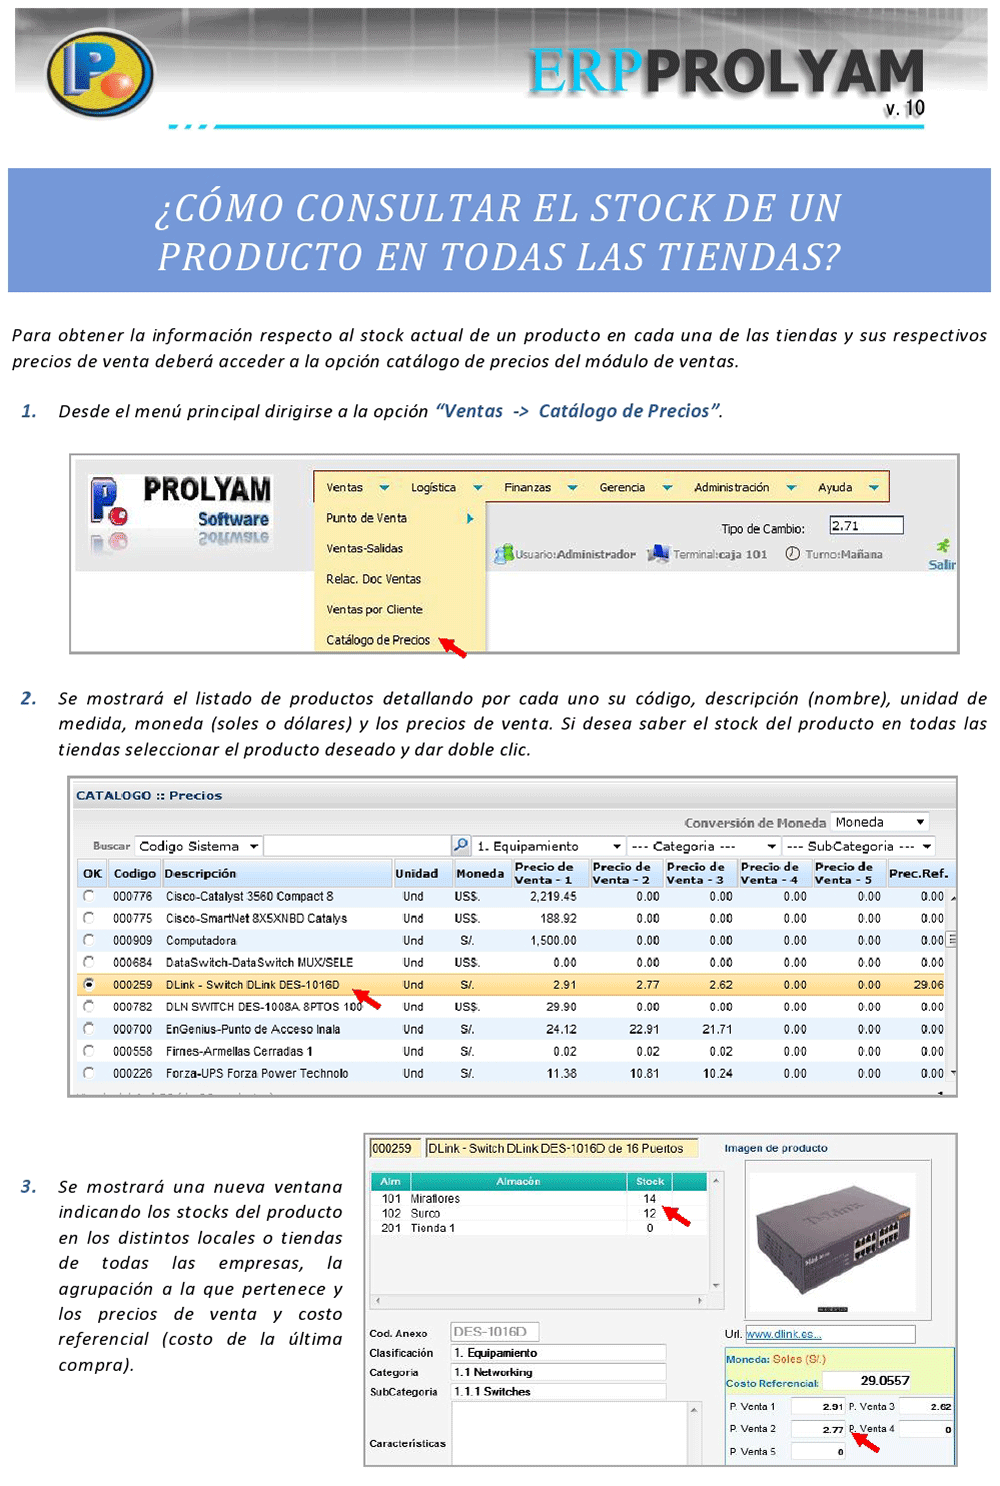 ERPPROLYAM
v. 10
¿CÓMO CONSULTAR EL STOCK DE UN
PRODUCTO EN TODAS LAS TIENDAS?
Para obtener la información respecto al stock actual de un producto en cada una de las tiendas y sus respectivos
precios de venta deberá acceder a la opción catálogo de precios del módulo de ventas.
1. Desde el menú principal dirigirse a la opción “Ventas -> Catálogo de Precios”.
PROLYAM
Software
Ventas Logística Finanzas Gerencia Administración Ayuda
Punto de Venta
Ventas-Salidas
Relac. Doc Ventas
Ventas por Cliente
Catálogo de Precios
Tipo de Cambio: 2.71
Usuario:Administrador Terminal:caja 101 Turno:Mañana
Salir
2. Se mostrará el listado de productos detallando por cada uno su código, descripción (nombre), unidad de
medida, moneda (soles o dólares) y los precios de venta. Si desea saber el stock del producto en todas las
tiendas seleccionar el producto deseado y dar doble clic.
CATALOGO :: Precios
Conversión de Moneda Moneda
Buscar Codigo Sistema 1. Equipamiento --- Categoria --- --- SubCategoria ---
OK Codigo Descripción Unidad Moneda Precio de Venta - 1 Precio de Venta - 2 Precio de Venta - 3 Precio de Venta - 4 Precio de Venta - 5 Prec.Ref.
000776 Cisco-Catalyst 3560 Compact 8 Und US$. 2,219.45 0.00 0.00 0.00 0.00 0.00
000775 Cisco-SmartNet 8X5XNBD Catalys Und US$. 188.92 0.00 0.00 0.00 0.00 0.00
000909 Computadora Und S/. 1,500.00 0.00 0.00 0.00 0.00 0.00
000684 DataSwitch-DataSwitch MUX/SELE Und US$. 0.00 0.00 0.00 0.00 0.00 0.00
000259 DLink - Switch DLink DES-1016D Und S/. 2.91 2.77 2.62 0.00 0.00 29.06
000782 DLN SWITCH DES-1008A 8PTOS 100 Und US$. 29.90 0.00 0.00 0.00 0.00 0.00
000700 EnGenius-Punto de Acceso Inala Und S/. 24.12 22.91 21.71 0.00 0.00 0.00
000558 Firnes-Armellas Cerradas 1 Und S/. 0.02 0.02 0.02 0.00 0.00 0.00
000226 Forza-UPS Forza Power Technolo Und S/. 11.38 10.81 10.24 0.00 0.00 0.00
3. Se mostrará una nueva ventana
indicando los stocks del producto
en los distintos locales o tiendas
de todas las empresas, la
agrupación a la que pertenece y
los precios de venta y costo
referencial (costo de la última
compra).
000259 DLink - Switch DLink DES-1016D de 16 Puertos
Alm Almacén Stock
101 Miraflores 14
102 Surco 12
201 Tienda 1 0
Cod. Anexo DES-1016D
Clasificación 1. Equipamiento
Categoria 1.1 Networking
SubCategoria 1.1.1 Switches
Características
Imagen de producto
D-Link
Url. www.dlink.es...
Moneda: Soles (S/.)
Costo Referencial: 29.0557
P. Venta 1 2.91 P. Venta 3 2.62
P. Venta 2 2.77 P. Venta 4 0
P. Venta 5 0